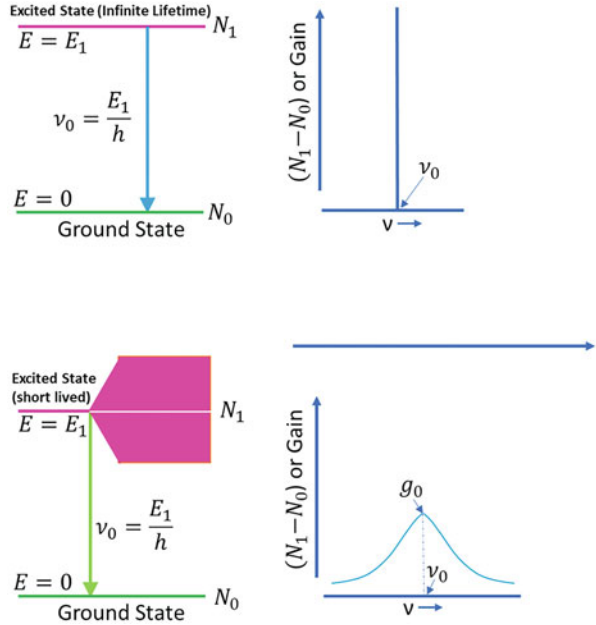 Excited State (Infinite Lifetime) N₁
E = E₁
ν₀ = E₁/h
E = 0
N₀
Ground State
(N₁−N₀) or Gain
ν₀
ν
Excited State
(short lived)
E = E₁
N₁
ν₀ = E₁/h
E = 0
N₀
Ground State
(N₁−N₀) or Gain
g₀
ν₀
ν